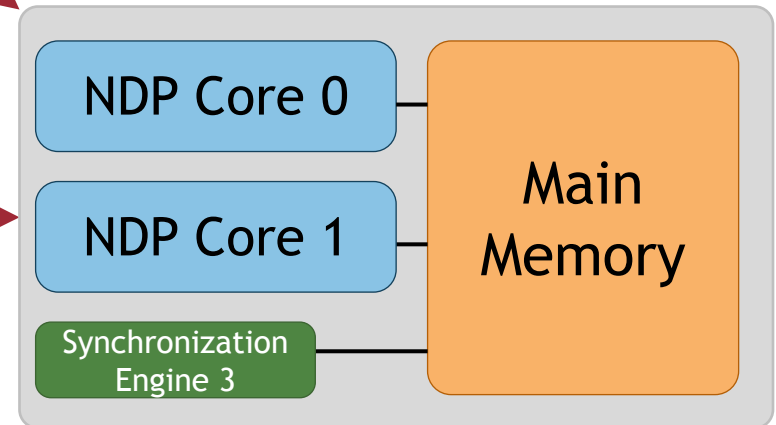 NDP Core 0
NDP Core 1
Synchronization
Engine 3
Main
Memory